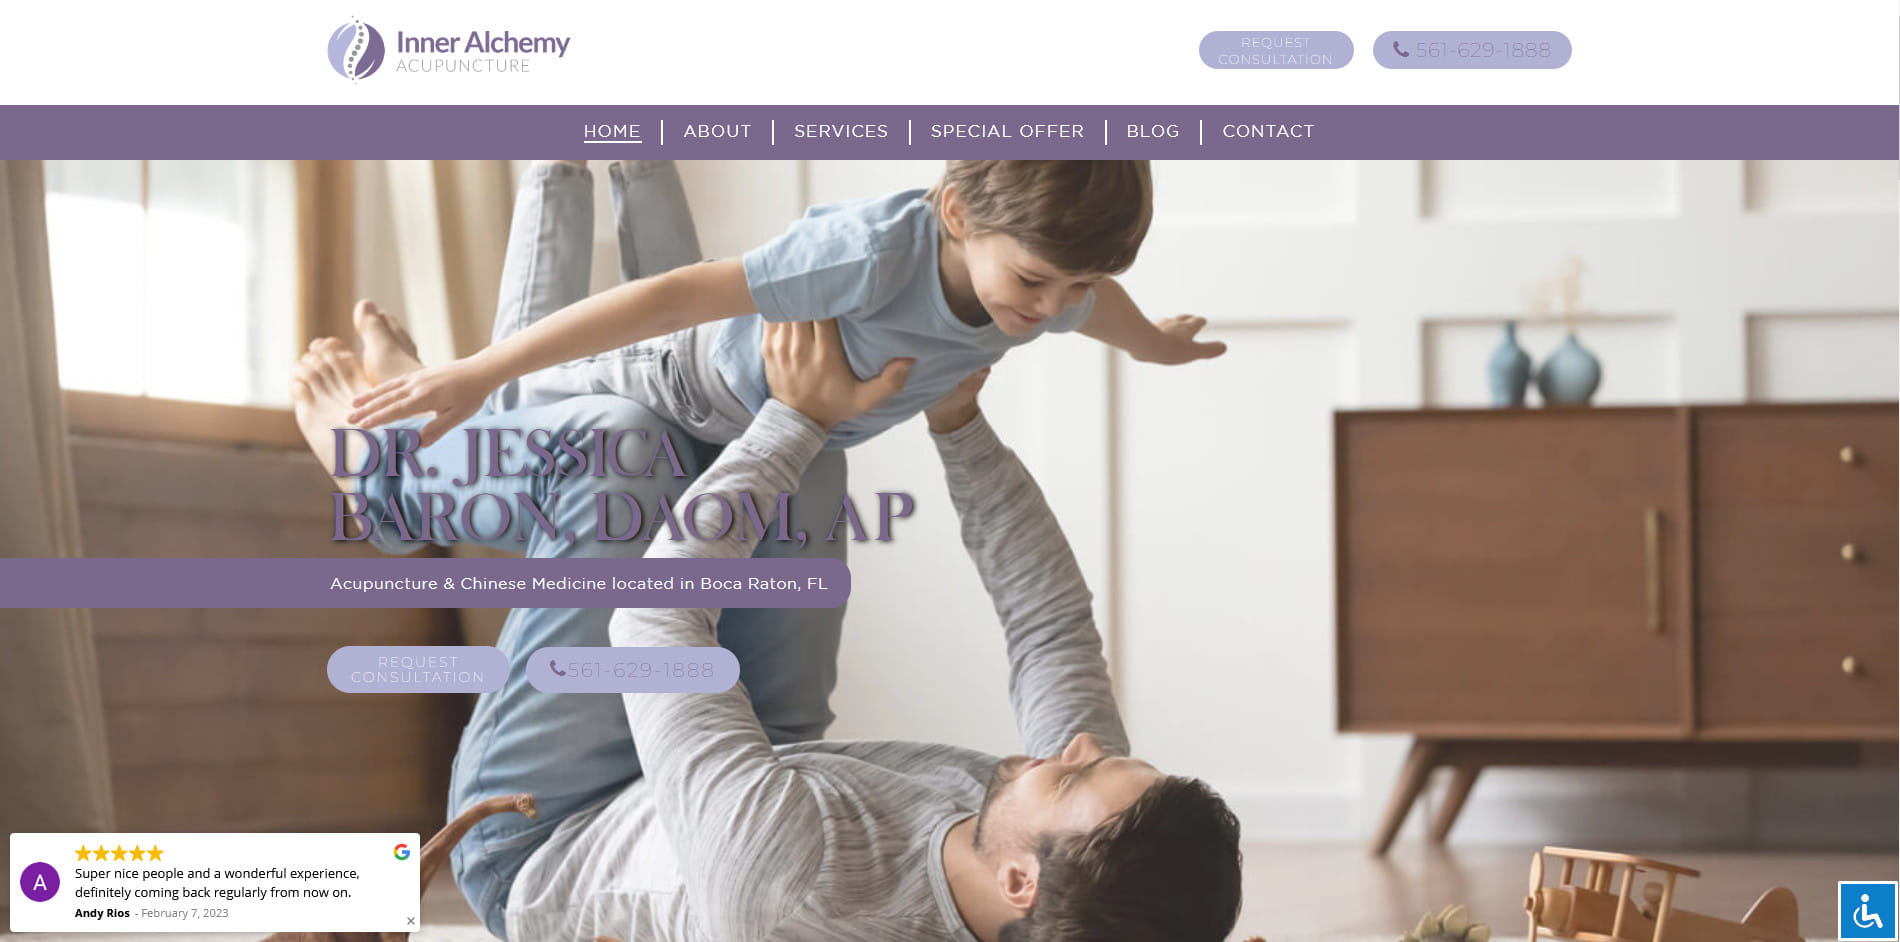 Inner Alchemy
ACUPUNCTURE
REQUEST
CONSULTATION
561-629-1888
HOME
ABOUT
SERVICES
SPECIAL OFFER
BLOG
CONTACT
DR. JESSICA
BARON, DAOM, AP
Acupuncture & Chinese Medicine located in Boca Raton, FL
REQUEST
CONSULTATION
561-629-1888
A
Super nice people and a wonderful experience,
definitely coming back regularly from now on.
Andy Rios - February 7, 2023